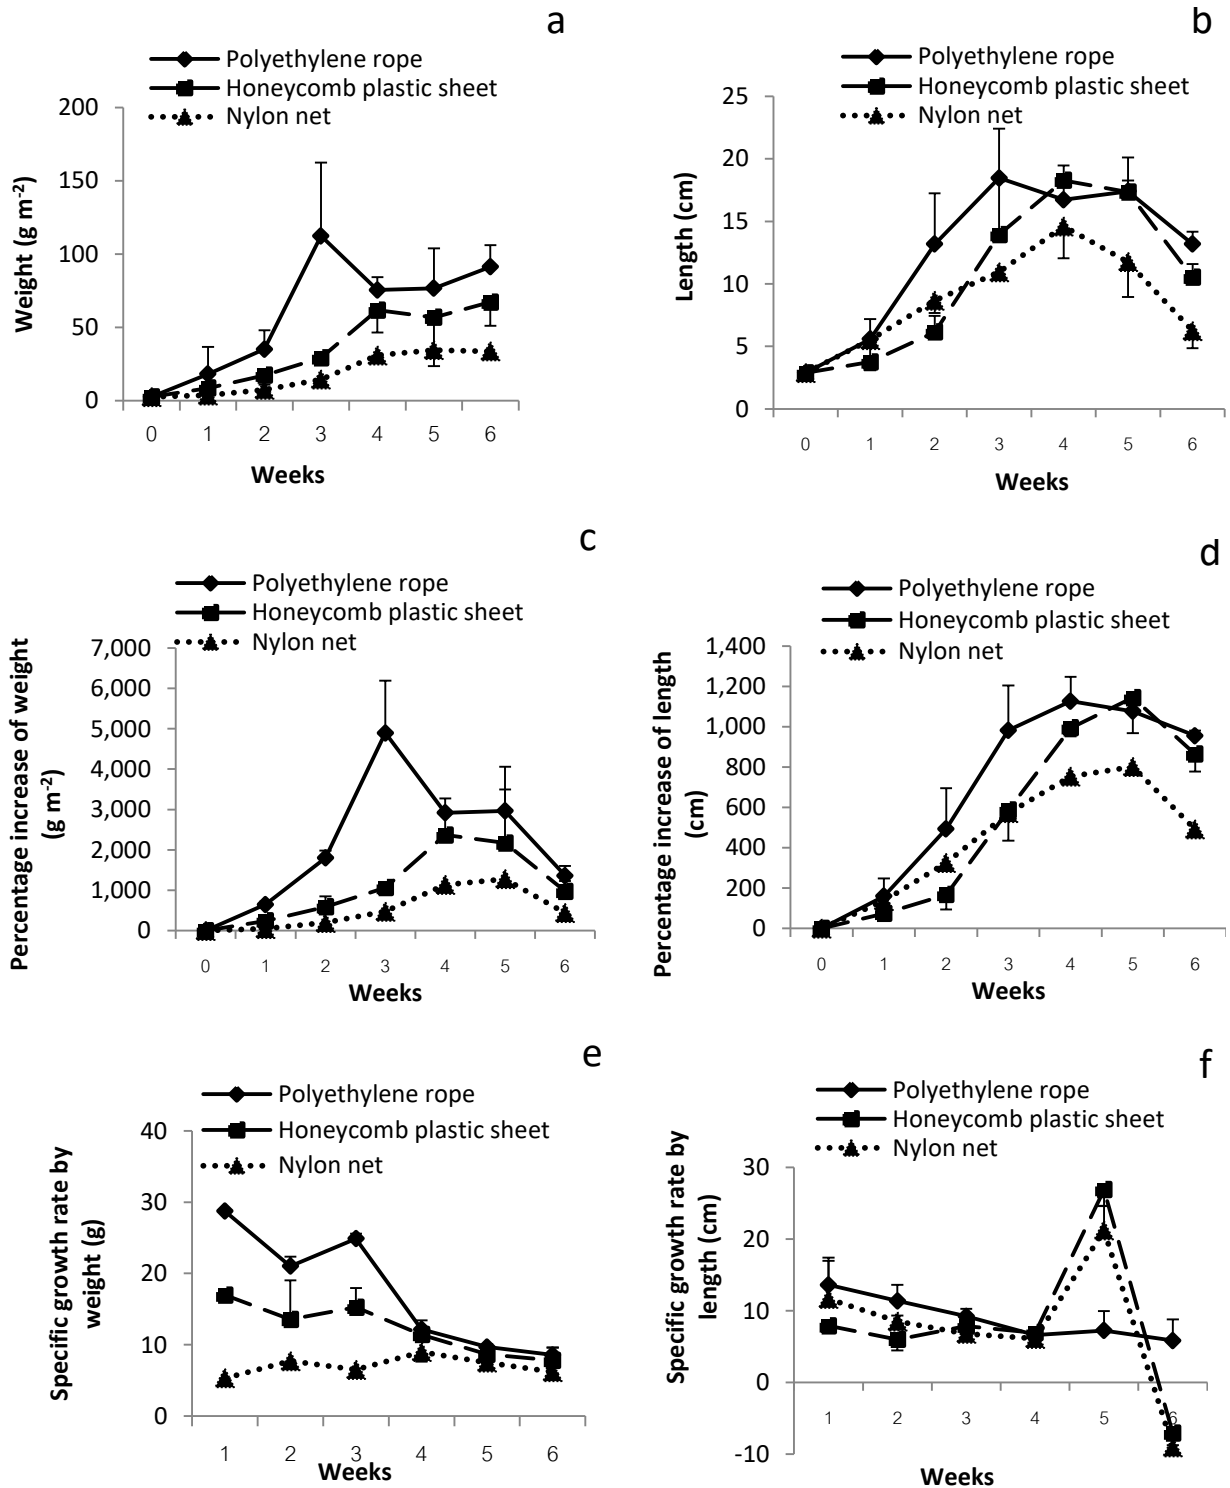 a
Polyethylene rope
Honeycomb plastic sheet
Nylon net
200
150
100
50
0
Weight (g m-2)
0 1 2 3 4 5 6
Weeks
b
Polyethylene rope
Honeycomb plastic sheet
Nylon net
25
20
15
10
5
0
Length (cm)
0 1 2 3 4 5 6
Weeks
c
Polyethylene rope
Honeycomb plastic sheet
Nylon net
7,000
6,000
5,000
4,000
3,000
2,000
1,000
0
Percentage increase of weight
(g m-2)
0 1 2 3 4 5 6
Weeks
d
Polyethylene rope
Honeycomb plastic sheet
Nylon net
1,400
1,200
1,000
800
600
400
200
0
Percentage increase of length
(cm)
0 1 2 3 4 5 6
Weeks
e
Polyethylene rope
Honeycomb plastic sheet
Nylon net
40
30
20
10
0
Specific growth rate by
weight (g)
1 2 3 4 5 6
Weeks
f
Polyethylene rope
Honeycomb plastic sheet
Nylon net
30
20
10
0
-10
Specific growth rate by
length (cm)
1 2 3 4 5 6
Weeks